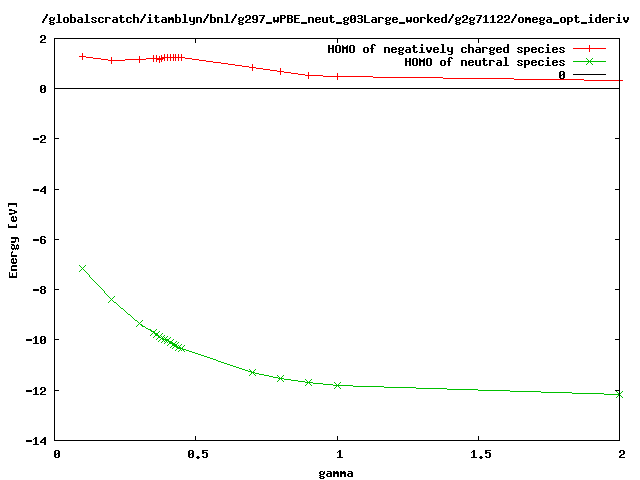 /globalscratch/itamblyn/bnl/g297_wPBE_neut_g03Large_worked/g2g71122/omega_opt_ideriv
HOMO of negatively charged species
HOMO of neutral species
0
2
0
-2
-4
-6
-8
-10
-12
-14
Energy [eV]
0 0.5 1 1.5 2
gamma